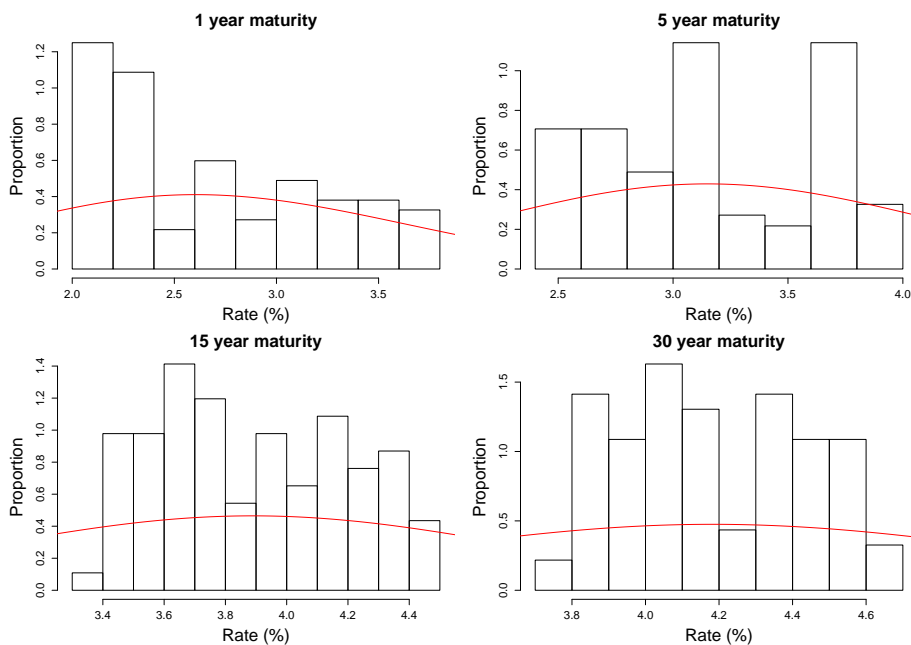 1 year maturity
Proportion
0.0 0.2 0.4 0.6 0.8 1.0 1.2
2.0 2.5 3.0 3.5
Rate (%)
5 year maturity
Proportion
0.0 0.2 0.4 0.6 0.8 1.0
2.5 3.0 3.5 4.0
Rate (%)
15 year maturity
Proportion
0.0 0.2 0.4 0.6 0.8 1.0 1.2 1.4
3.4 3.6 3.8 4.0 4.2 4.4
Rate (%)
30 year maturity
Proportion
0.0 0.5 1.0 1.5
3.8 4.0 4.2 4.4 4.6
Rate (%)